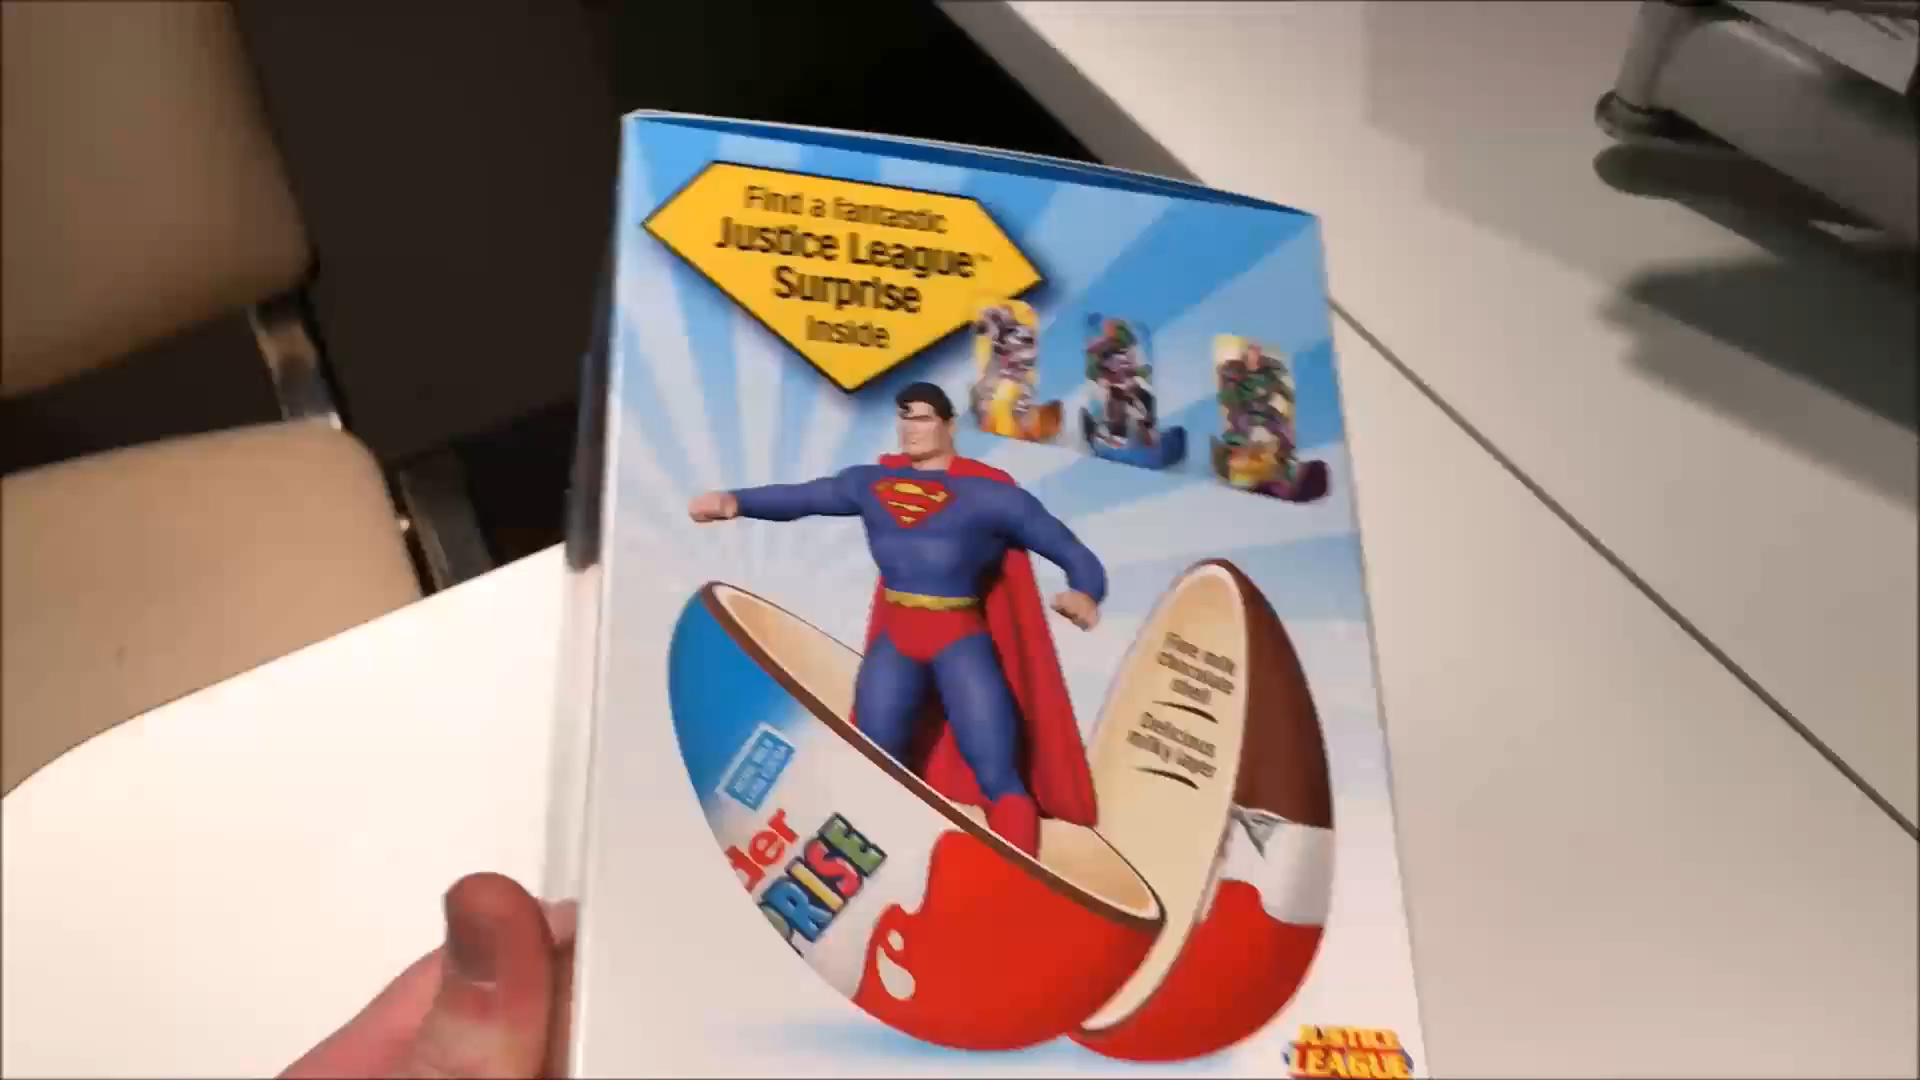 Find a fantastic
Justice League™
Surprise
Inside
Fine milk
chocolate
shell
Delicious
milky layer
der
PRISE
JUSTICE
LEAGUE